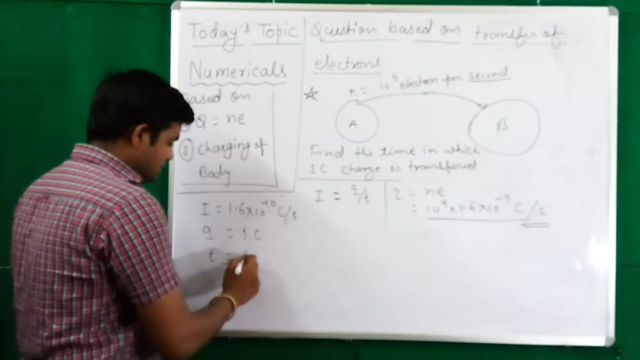 Today's Topic
Numericals
Based on
① Q = ne
② Charging of
Body
Question based on transfer of
electrons
☆ n = 10⁹ electron per second
A
B
Find the time in which
1 C charge is transferred
I = q/t
q = ne
= 10⁹ x 1.6 x 10⁻¹⁹ C/s
I = 1.6 x 10⁻¹⁰ C/s
q = 1 C
t =